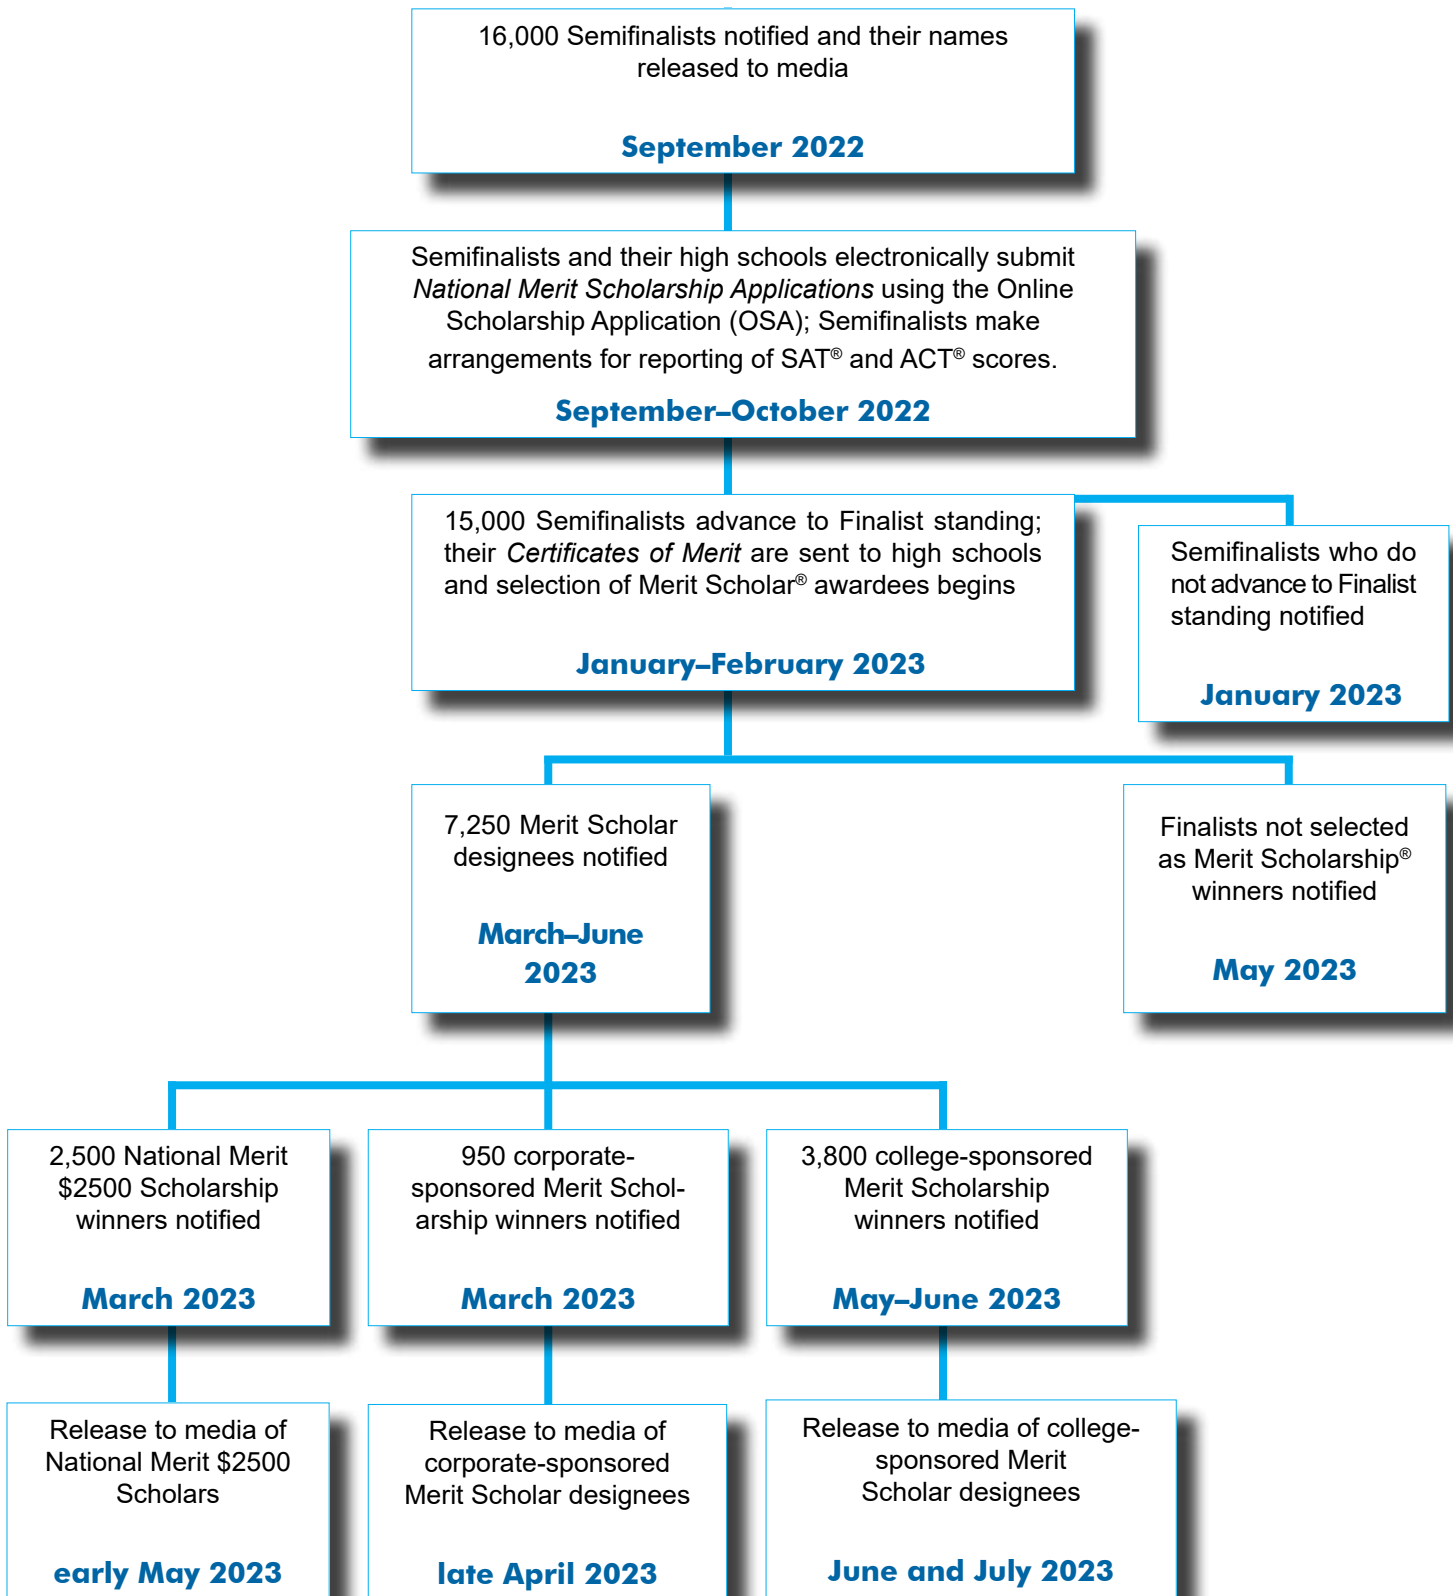 16,000 Semifinalists notified and their names
released to media
September 2022
Semifinalists and their high schools electronically submit
National Merit Scholarship Applications using the Online
Scholarship Application (OSA); Semifinalists make
arrangements for reporting of SAT® and ACT® scores.
September–October 2022
15,000 Semifinalists advance to Finalist standing;
their Certificates of Merit are sent to high schools
and selection of Merit Scholar® awardees begins
January–February 2023
Semifinalists who do
not advance to Finalist
standing notified
January 2023
7,250 Merit Scholar
designees notified
March–June
2023
Finalists not selected
as Merit Scholarship®
winners notified
May 2023
2,500 National Merit
$2500 Scholarship
winners notified
March 2023
950 corporate-
sponsored Merit Schol-
arship winners notified
March 2023
3,800 college-sponsored
Merit Scholarship
winners notified
May–June 2023
Release to media of
National Merit $2500
Scholars
early May 2023
Release to media of
corporate-sponsored
Merit Scholar designees
late April 2023
Release to media of college-
sponsored Merit
Scholar designees
June and July 2023